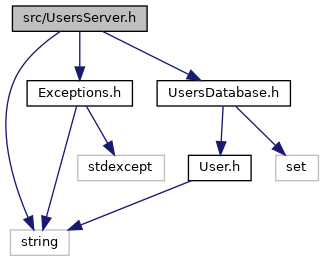 src/UsersServer.h
Exceptions.h
UsersDatabase.h
stdexcept
User.h
set
string